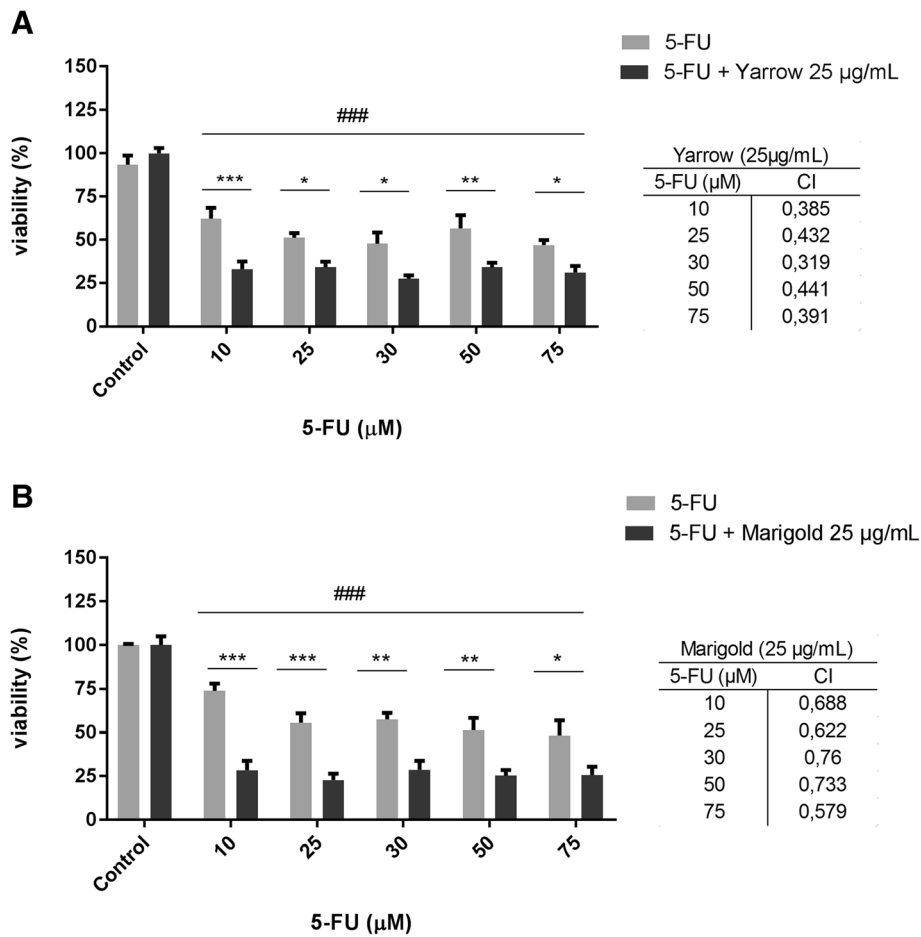 A
5-FU
5-FU + Yarrow 25 µg/mL
150
125
100
75
50
25
0
viability (%)
###
***
*
*
**
*
Control
10
25
30
50
75
5-FU (µM)
Yarrow (25µg/mL)
5-FU (µM) CI
10 0,385
25 0,432
30 0,319
50 0,441
75 0,391
B
5-FU
5-FU + Marigold 25 µg/mL
150
125
100
75
50
25
0
viability (%)
###
***
***
**
**
*
Control
10
25
30
50
75
5-FU (µM)
Marigold (25 µg/mL)
5-FU (µM) CI
10 0,688
25 0,622
30 0,76
50 0,733
75 0,579